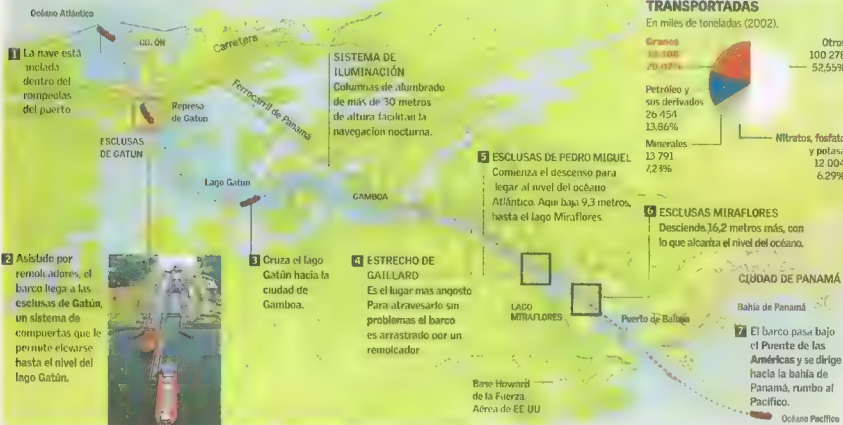 Océano Atlántico
COLÓN
Carretera
1 La nave está
anclada
dentro del
rompeolas
del puerto
Ferrocarril de Panamá
Represa
de Gatun
ESCLUSAS
DE GATUN
SISTEMA DE
ILUMINACIÓN
Columnas de alumbrado
de más de 30 metros
de altura facilitan la
navegacion nocturna.
TRANSPORTADAS
En miles de toneladas (2002).
Granos
Otros
100 278
52,55%
Petróleo y
sus derivados
26 454
13,86%
Minerales
13 791
7,23%
Nitratos, fosfato
y potasa
12 004
6.29%
Lago Gatun
GAMBOA
2 Asistido por
remolcadores, el
barco llega a las
esclusas de Gatún,
un sistema de
compuertas que le
permite elevarse
hasta el nivel del
lago Gatún.
3 Cruza el lago
Gatún hacia la
ciudad de
Gamboa.
4 ESTRECHO DE
GAILLARD
Es el lugar mas angosto
Para atravesarlo sin
problemas el barco
es arrastrado por un
remolcador
5 ESCLUSAS DE PEDRO MIGUEL
Comienza el descenso para
legar al nivel del océano
Atlántico. Aqui baja 9,3 metros,
hasta el lago Miraflores
6 ESCLUSAS MIRAFLORES
Desciende 16,2 metros más, con
lo que alcanza el nivel del océano.
LAGO
MIRAFLORES
Puerto de Balboa
CIUDAD DE PANAMÁ
Bahía de Panamá
7 El barco pasa bajo
el Puente de las
Américas y se dirige
hacia la bahía de
Panamá, rumbo al
Pacífico.
Base Howard
de la Fuerza
Aérea de EE UU
Océano Pacífico